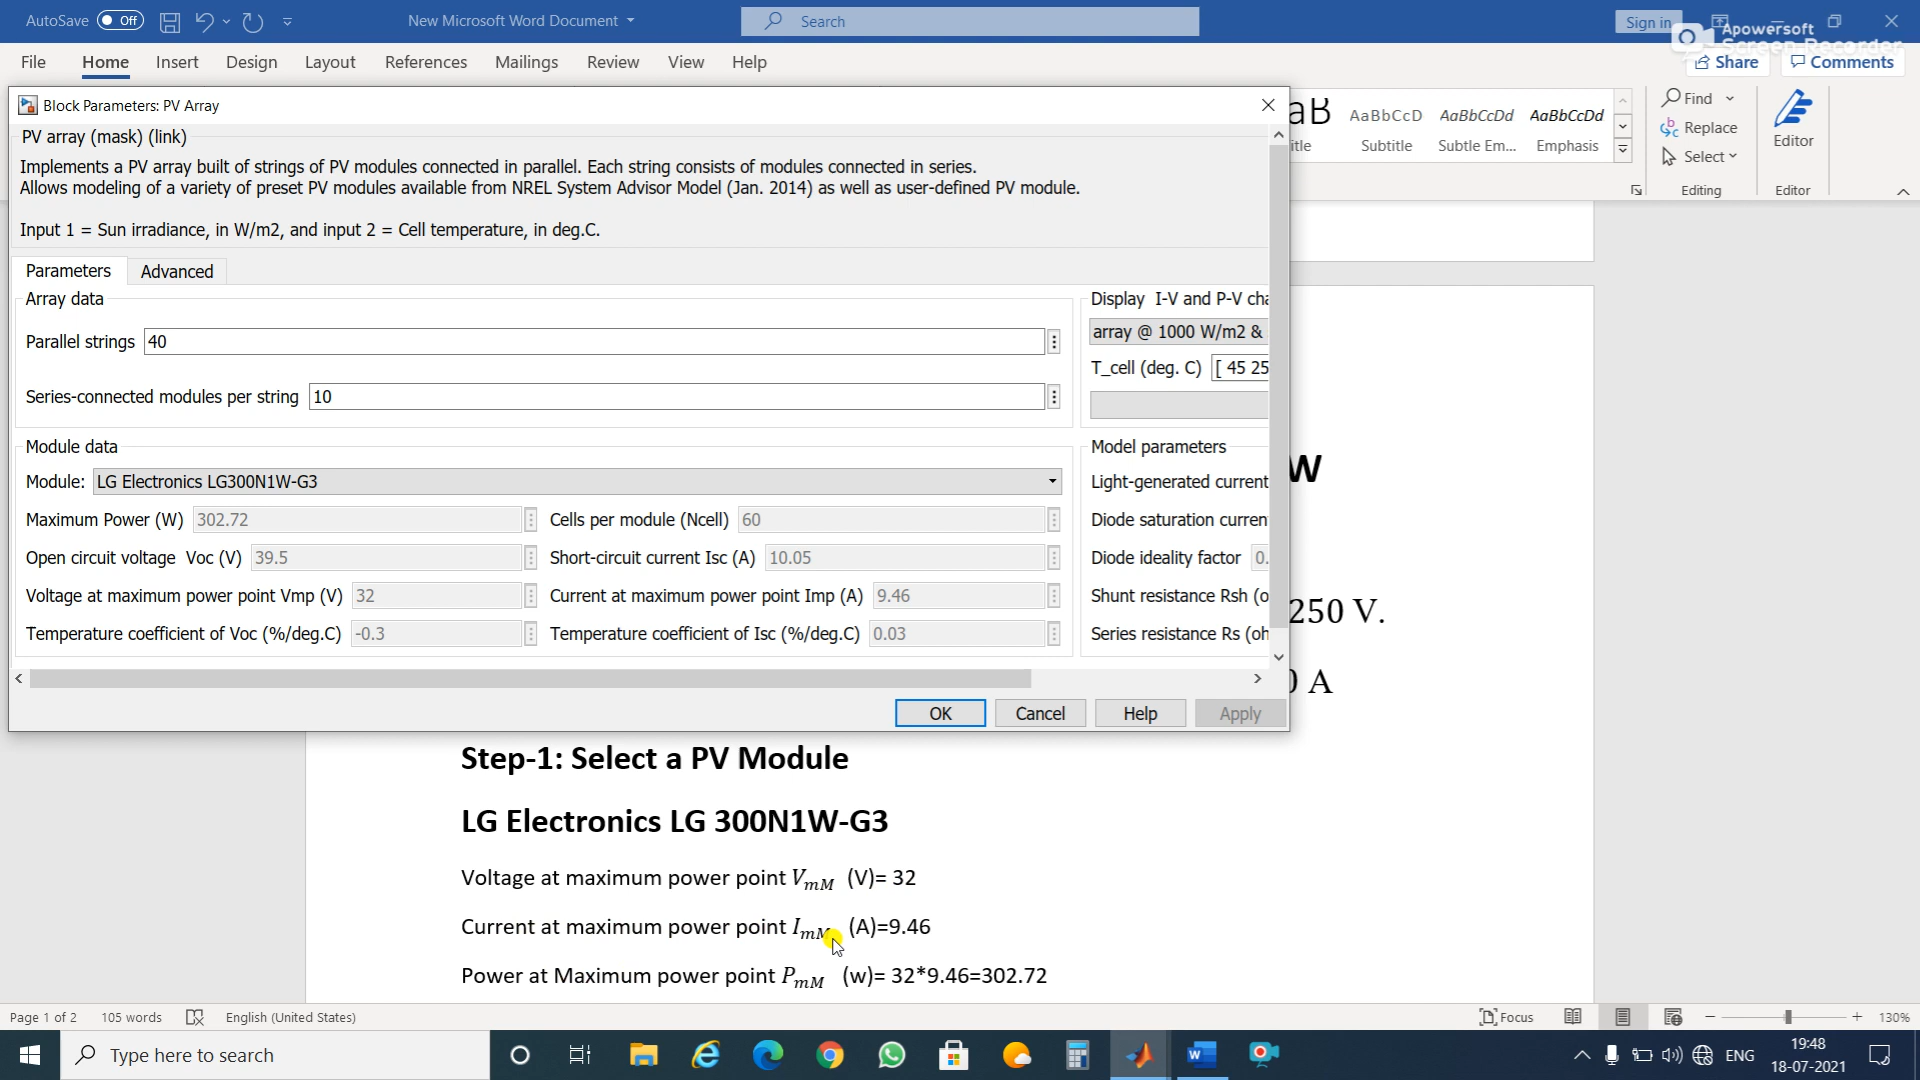 AutoSave Off
New Microsoft Word Document
Search
Sign in
Apowersoft
Screen Recorder
File Home Insert Design Layout References Mailings Review View Help
Share Comments
Block Parameters: PV Array
PV array (mask) (link)
Implements a PV array built of strings of PV modules connected in parallel. Each string consists of modules connected in series.
Allows modeling of a variety of preset PV modules available from NREL System Advisor Model (Jan. 2014) as well as user-defined PV module.
Input 1 = Sun irradiance, in W/m2, and input 2 = Cell temperature, in deg.C.
Parameters Advanced
Array data
Parallel strings 40
Series-connected modules per string 10
Display I-V and P-V cha
array @ 1000 W/m2 &
T_cell (deg. C) [ 45 25
Module data
Module: LG Electronics LG300N1W-G3
Maximum Power (W) 302.72 Cells per module (Ncell) 60
Open circuit voltage Voc (V) 39.5 Short-circuit current Isc (A) 10.05
Voltage at maximum power point Vmp (V) 32 Current at maximum power point Imp (A) 9.46
Temperature coefficient of Voc (%/deg.C) -0.3 Temperature coefficient of Isc (%/deg.C) 0.03
Model parameters
Light-generated current
Diode saturation curren
Diode ideality factor 0.
Shunt resistance Rsh (o
Series resistance Rs (oh
OK Cancel Help Apply
aB AaBbCcD AaBbCcDd AaBbCcDd
itle Subtitle Subtle Em... Emphasis
Find
Replace
Select
Editing
Editor
Editor
W
250 V.
0 A
Step-1: Select a PV Module
LG Electronics LG 300N1W-G3
Voltage at maximum power point VmM (V)= 32
Current at maximum power point ImM (A)=9.46
Power at Maximum power point PmM (w)= 32*9.46=302.72
Page 1 of 2 105 words English (United States)
Focus
130%
Type here to search
ENG
19:48
18-07-2021